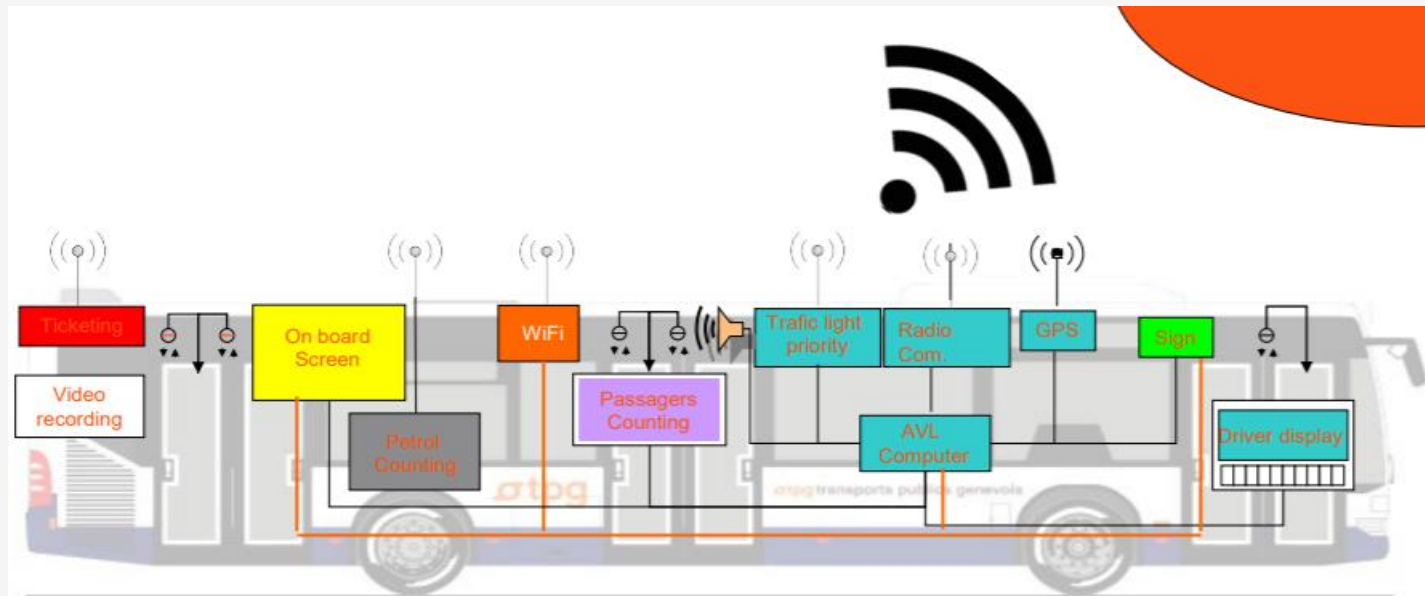 Ticketing
Video
recording
On board
Screen
Petrol
Counting
WiFi
Passagers
Counting
Trafic light
priority
Radio
Com.
GPS
Sign
AVL
Computer
Driver display
tpg
tpg transports publics genevois